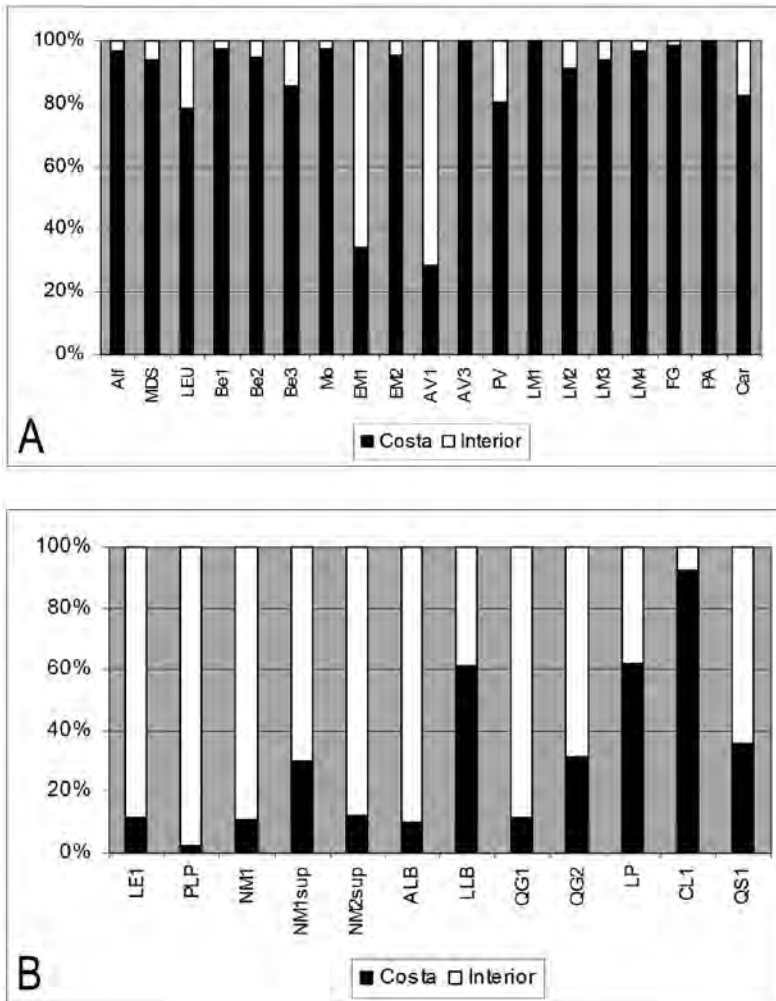 100%
80%
60%
40%
20%
0%
Alf MDS LEU Be1 Be2 Be3 Mo EM1 EM2 AV1 AV3 PV LM1 LM2 LM3 LM4 FG PA Car
A
Costa Interior
100%
80%
60%
40%
20%
0%
LE1 PLP NM1 NM1sup NM2sup ALB LLB QG1 QG2 LP CL1 QS1
B
Costa Interior